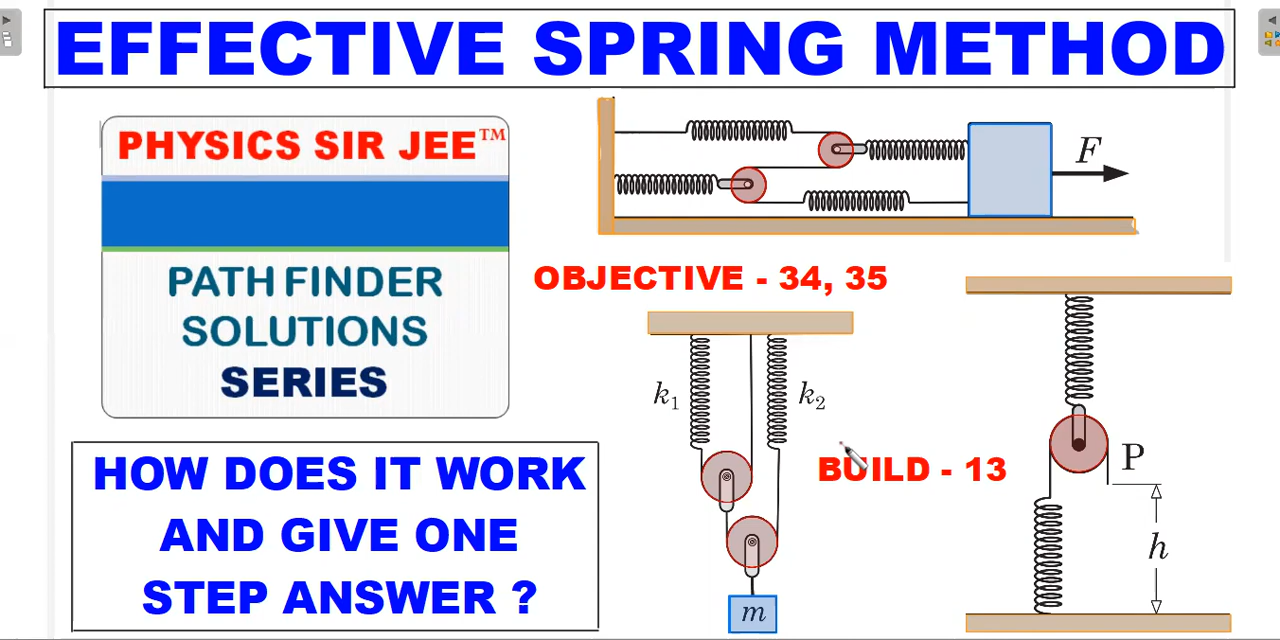 EFFECTIVE SPRING METHOD
PHYSICS SIR JEE™
PATH FINDER
SOLUTIONS
SERIES
HOW DOES IT WORK
AND GIVE ONE
STEP ANSWER ?
F
OBJECTIVE - 34, 35
k₁
k₂
m
BUILD - 13
P
h